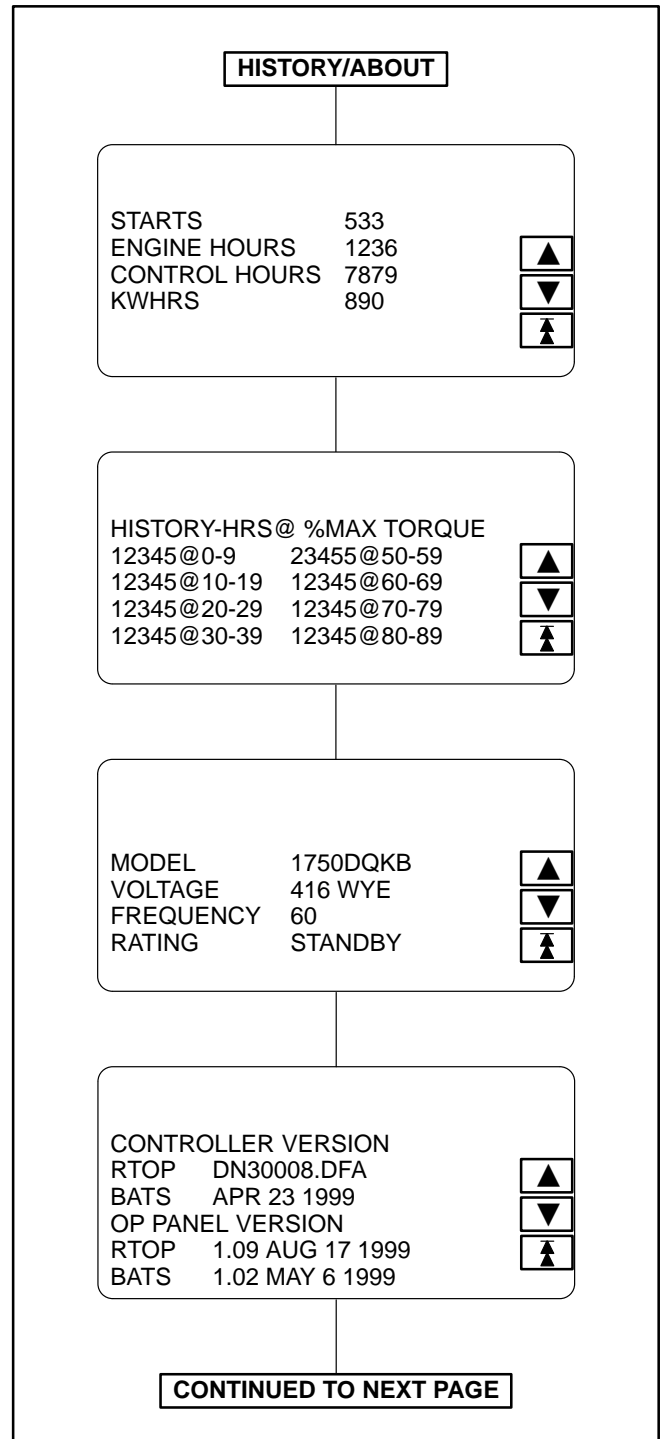 HISTORY/ABOUT
STARTS 533
ENGINE HOURS 1236
CONTROL HOURS 7879
KWHRS 890
HISTORY-HRS@ %MAX TORQUE
12345@0-9 23455@50-59
12345@10-19 12345@60-69
12345@20-29 12345@70-79
12345@30-39 12345@80-89
MODEL 1750DQKB
VOLTAGE 416 WYE
FREQUENCY 60
RATING STANDBY
CONTROLLER VERSION
RTOP DN30008.DFA
BATS APR 23 1999
OP PANEL VERSION
RTOP 1.09 AUG 17 1999
BATS 1.02 MAY 6 1999
CONTINUED TO NEXT PAGE